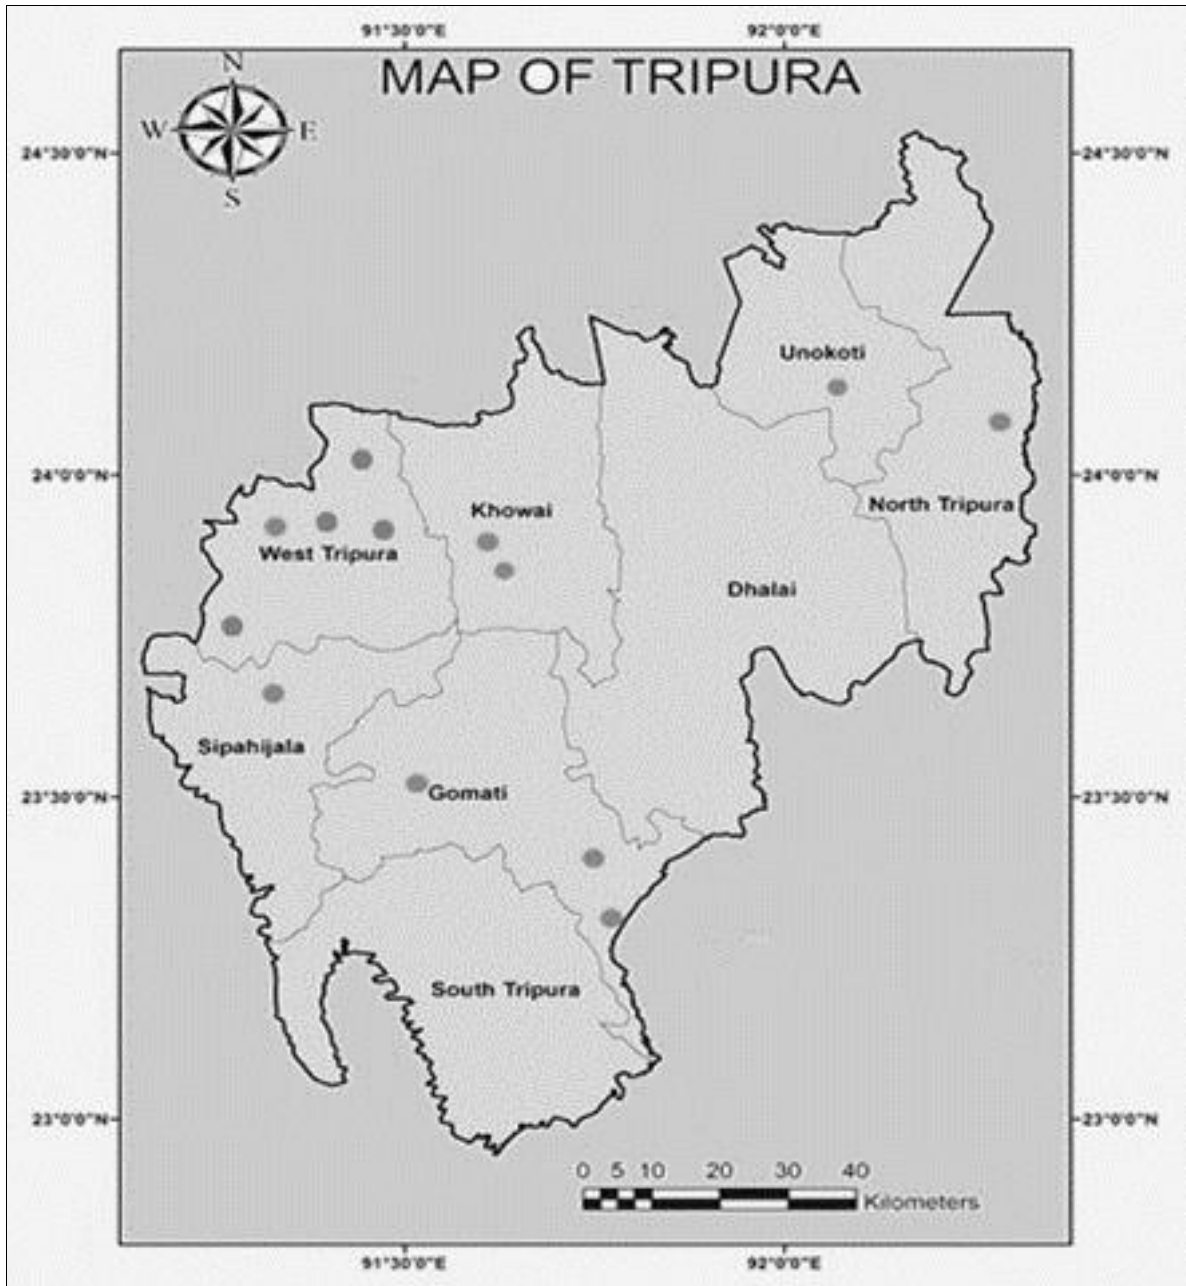 91°30'0"E 92°0'0"E
MAP OF TRIPURA
N
W E
S
24°30'0"N 24°30'0"N
Unokoti
24°0'0"N 24°0'0"N
North Tripura
Khowai
West Tripura
Dhalai
Sipahijala
Gomati
23°30'0"N 23°30'0"N
South Tripura
23°0'0"N 23°0'0"N
0 5 10 20 30 40
Kilometers
91°30'0"E 92°0'0"E